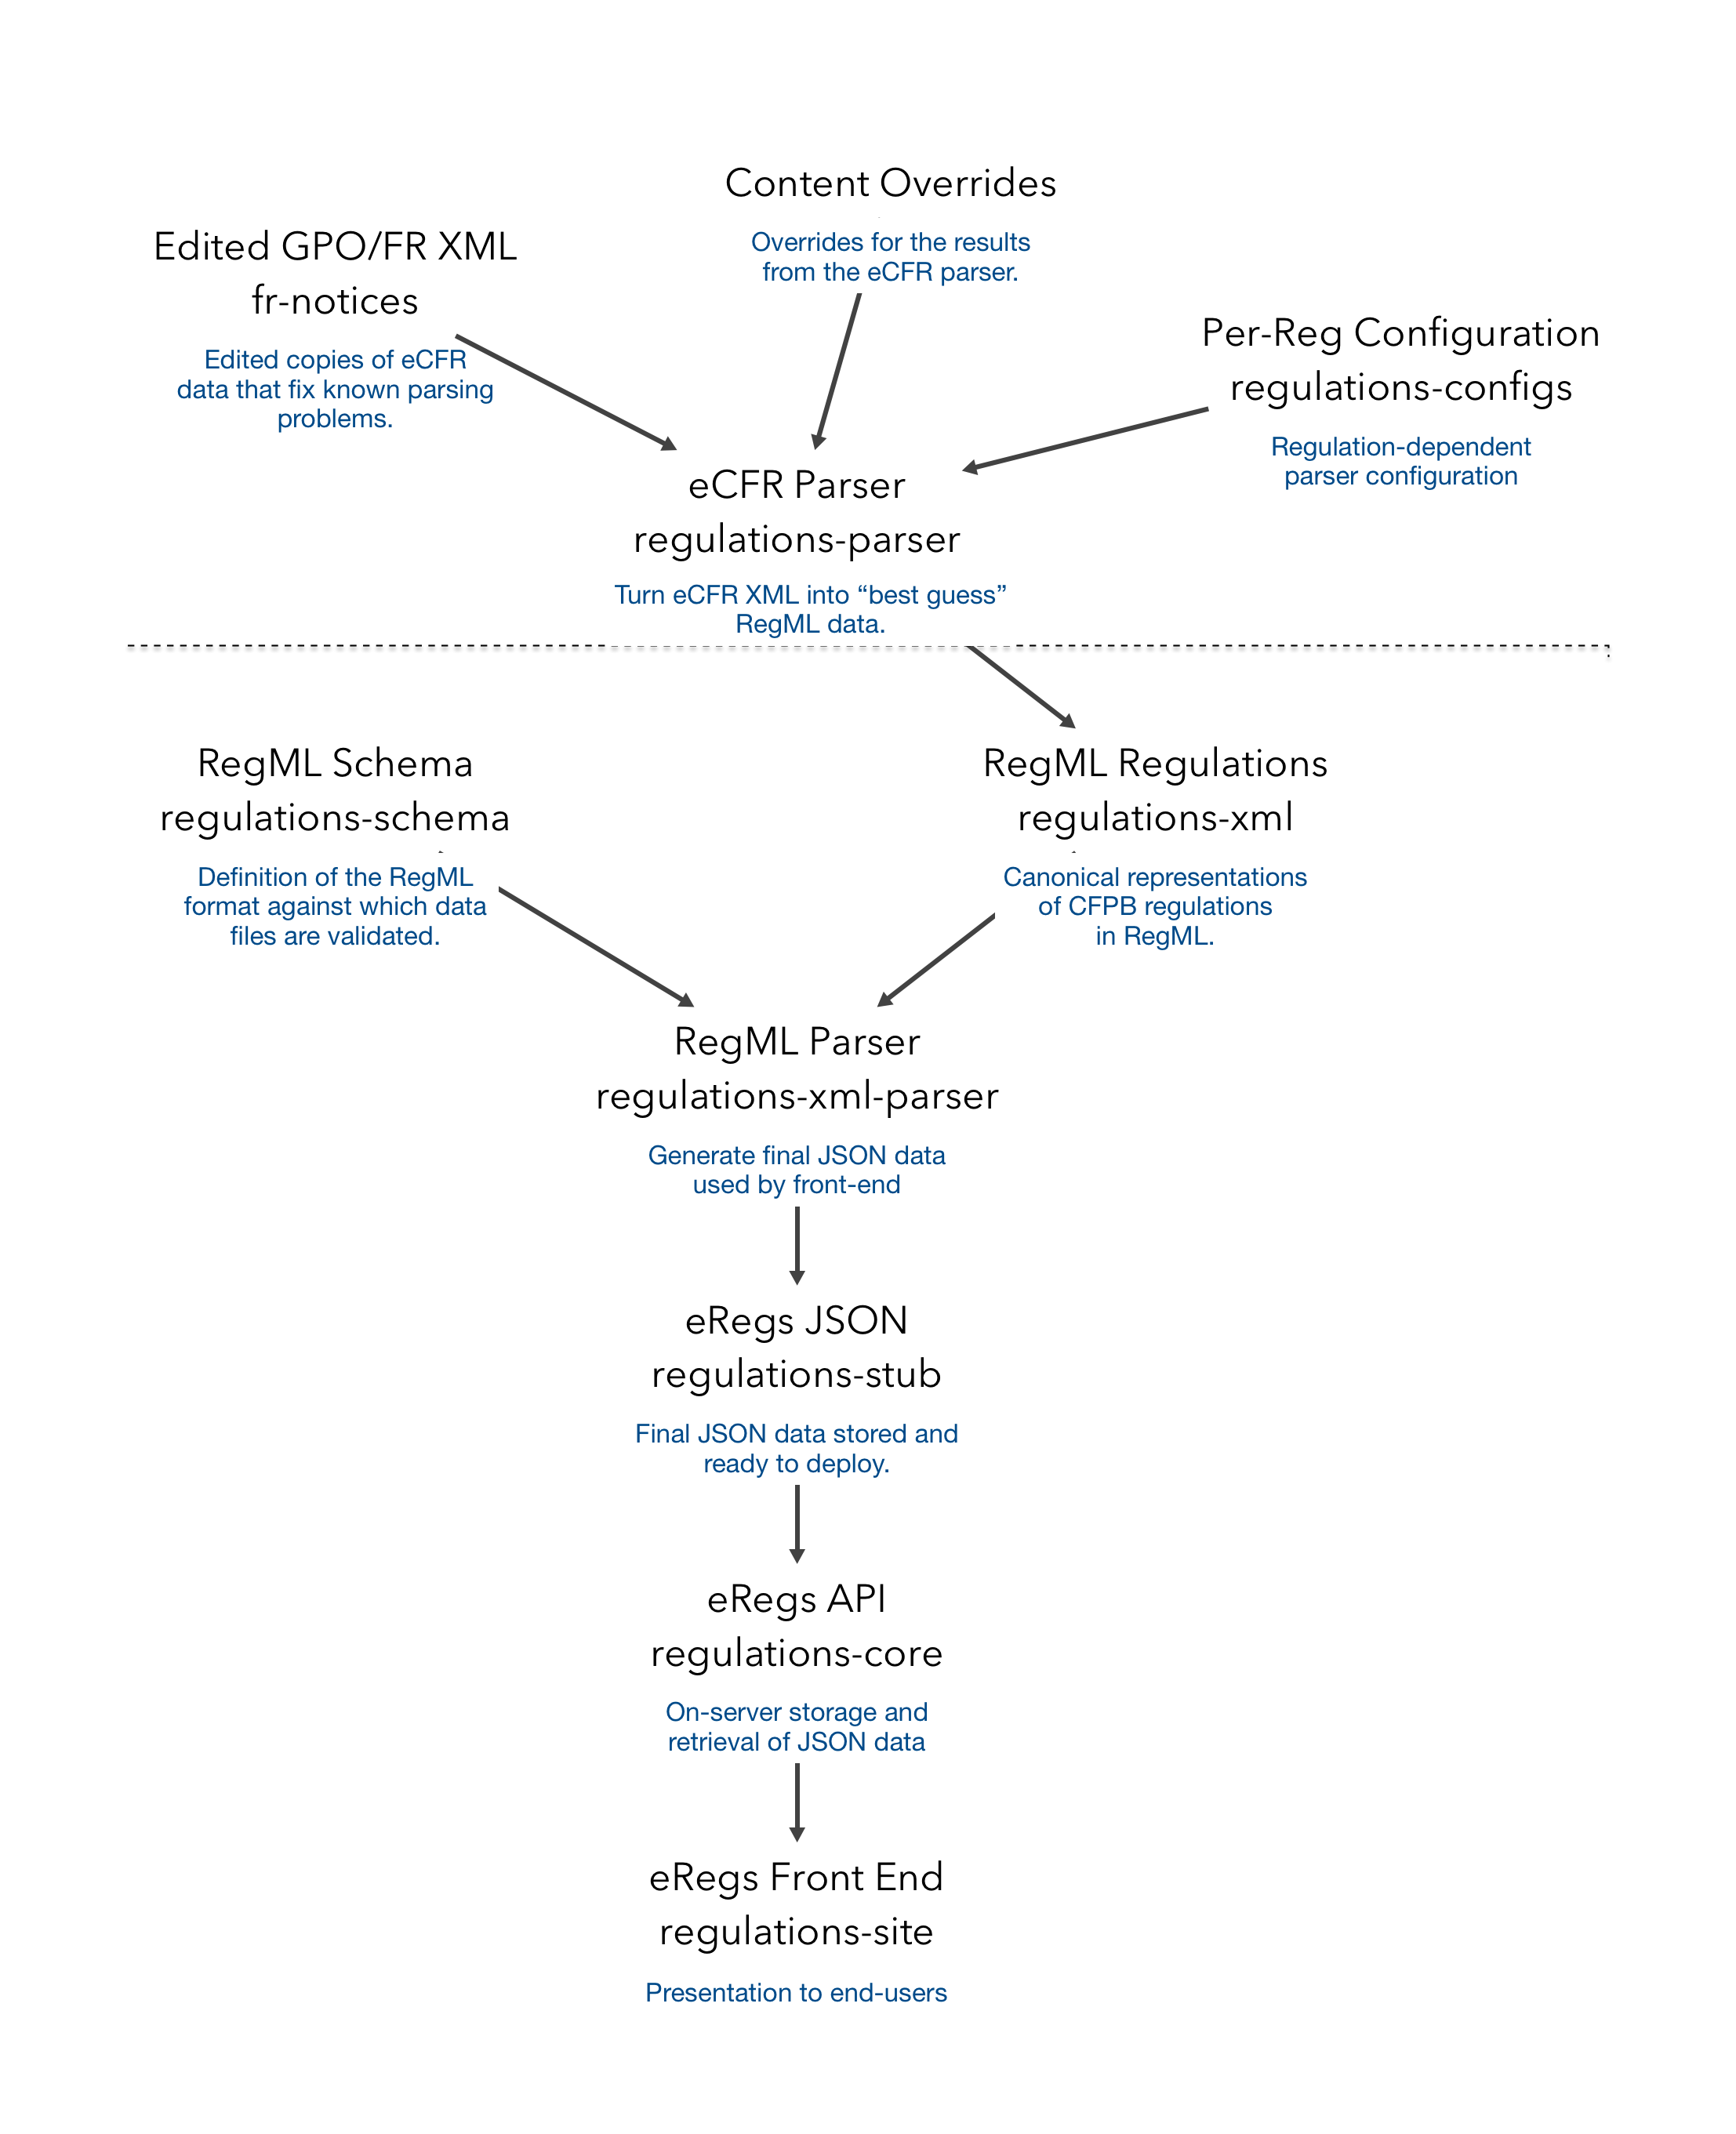 Content Overrides
Overrides for the results
from the eCFR parser.
Edited GPO/FR XML
fr-notices
Edited copies of eCFR
data that fix known parsing
problems.
Per-Reg Configuration
regulations-configs
Regulation-dependent
parser configuration
eCFR Parser
regulations-parser
Turn eCFR XML into “best guess”
RegML data.
RegML Schema
regulations-schema
Definition of the RegML
format against which data
files are validated.
RegML Regulations
regulations-xml
Canonical representations
of CFPB regulations
in RegML.
RegML Parser
regulations-xml-parser
Generate final JSON data
used by front-end
eRegs JSON
regulations-stub
Final JSON data stored and
ready to deploy.
eRegs API
regulations-core
On-server storage and
retrieval of JSON data
eRegs Front End
regulations-site
Presentation to end-users